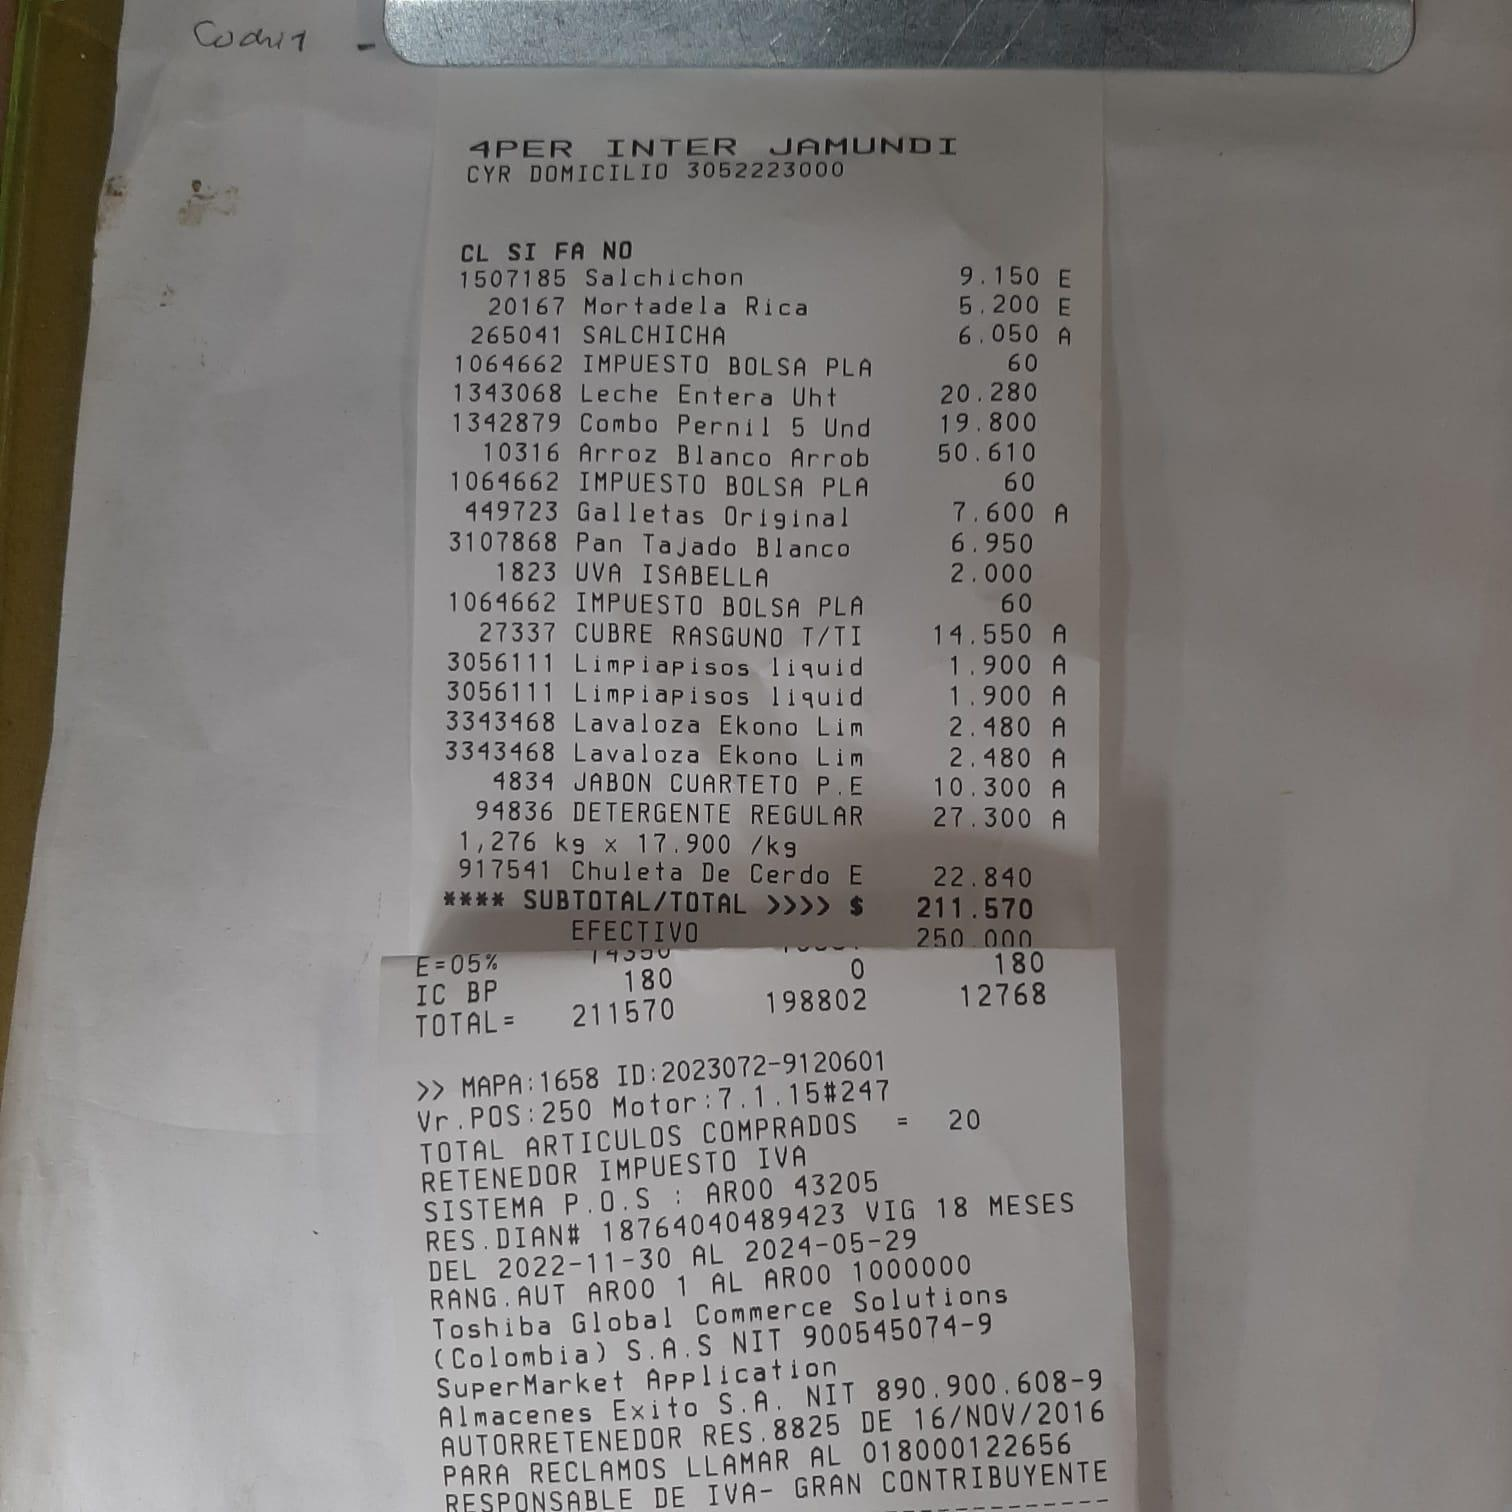 4PER INTER JAMUNDI
CYR DOMICILIO 3052223000
CL SI FA NO
1507185 Salchichon 9.150 E
20167 Mortadela Rica 5.200 E
265041 SALCHICHA 6.050 A
1064662 IMPUESTO BOLSA PLA 60
1343068 Leche Entera Uht 20.280
1342879 Combo Pernil 5 Und 19.800
10316 Arroz Blanco Arrob 50.610
1064662 IMPUESTO BOLSA PLA 60
449723 Galletas Original 7.600 A
3107868 Pan Tajado Blanco 6.950
1823 UVA ISABELLA 2.000
1064662 IMPUESTO BOLSA PLA 60
27337 CUBRE RASGUNO T/TI 14.550 A
3056111 Limpiapisos liquid 1.900 A
3056111 Limpiapisos liquid 1.900 A
3343468 Lavaloza Ekono Lim 2.480 A
3343468 Lavaloza Ekono Lim 2.480 A
4834 JABON CUARTETO P.E 10.300 A
94836 DETERGENTE REGULAR 27.300 A
1,276 kg x 17.900 /kg
917541 Chuleta De Cerdo E 22.840
**** SUBTOTAL/TOTAL >>>> $ 211.570
EFECTIVO 250.000
E=05% 14350
IC BP 180 0 180
TOTAL= 211570 198802 12768
>> MAPA:1658 ID:2023072-9120601
Vr.POS:250 Motor:7.1.15#247
TOTAL ARTICULOS COMPRADOS = 20
RETENEDOR IMPUESTO IVA
SISTEMA P.O.S : AROO 43205
RES.DIAN# 18764040489423 VIG 18 MESES
DEL 2022-11-30 AL 2024-05-29
RANG.AUT AROO 1 AL AROO 1000000
Toshiba Global Commerce Solutions
(Colombia) S.A.S NIT 900545074-9
SuperMarket Application
Almacenes Exito S.A. NIT 890.900.608-9
AUTORRETENEDOR RES.8825 DE 16/NOV/2016
PARA RECLAMOS LLAMAR AL 018000122656
RESPONSABLE DE IVA- GRAN CONTRIBUYENTE